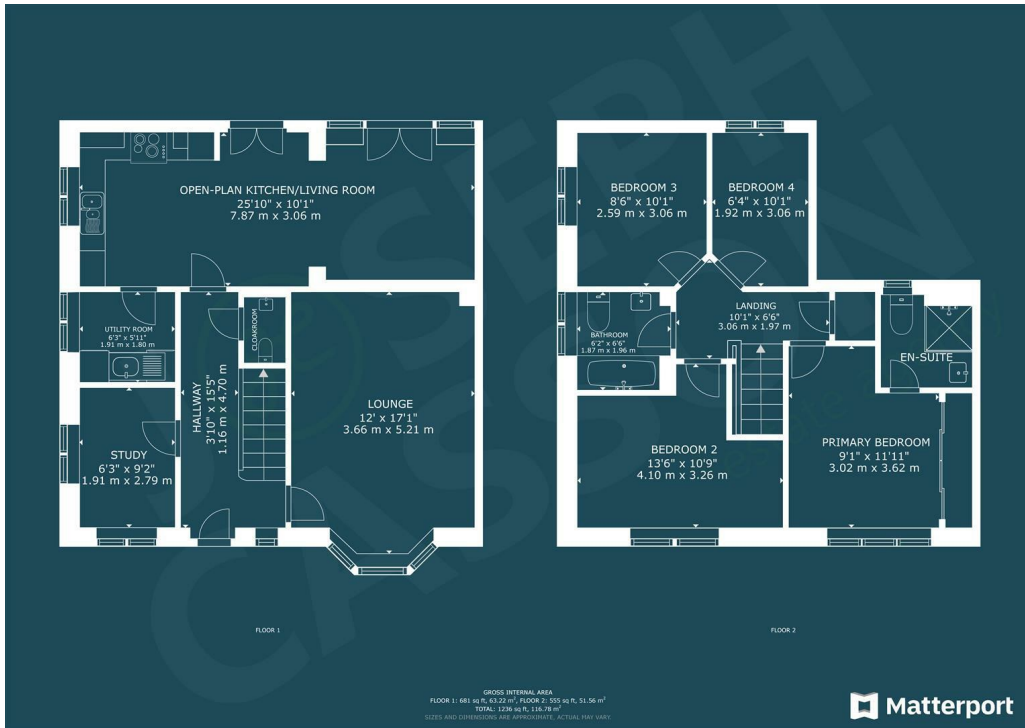 OPEN-PLAN KITCHEN/LIVING ROOM
25'10" x 10'1"
7.87 m x 3.06 m
UTILITY ROOM
6'3" x 5'11"
1.91 m x 1.80 m
CLOAKROOM
HALLWAY
3'10" x 15'5"
1.16 m x 4.70 m
LOUNGE
12' x 17'1"
3.66 m x 5.21 m
STUDY
6'3" x 9'2"
1.91 m x 2.79 m
FLOOR 1
BEDROOM 3
8'6" x 10'1"
2.59 m x 3.06 m
BEDROOM 4
6'4" x 10'1"
1.92 m x 3.06 m
LANDING
10'1" x 6'6"
3.06 m x 1.97 m
BATHROOM
6'2" x 6'6"
1.87 m x 1.96 m
EN-SUITE
BEDROOM 2
13'6" x 10'9"
4.10 m x 3.26 m
PRIMARY BEDROOM
9'1" x 11'11"
3.02 m x 3.62 m
FLOOR 2
GROSS INTERNAL AREA
FLOOR 1: 681 sq ft, 63.22 m², FLOOR 2: 555 sq ft, 51.56 m²
TOTAL: 1236 sq ft, 116.78 m²
SIZES AND DIMENSIONS ARE APPROXIMATE, ACTUAL MAY VARY.
Matterport